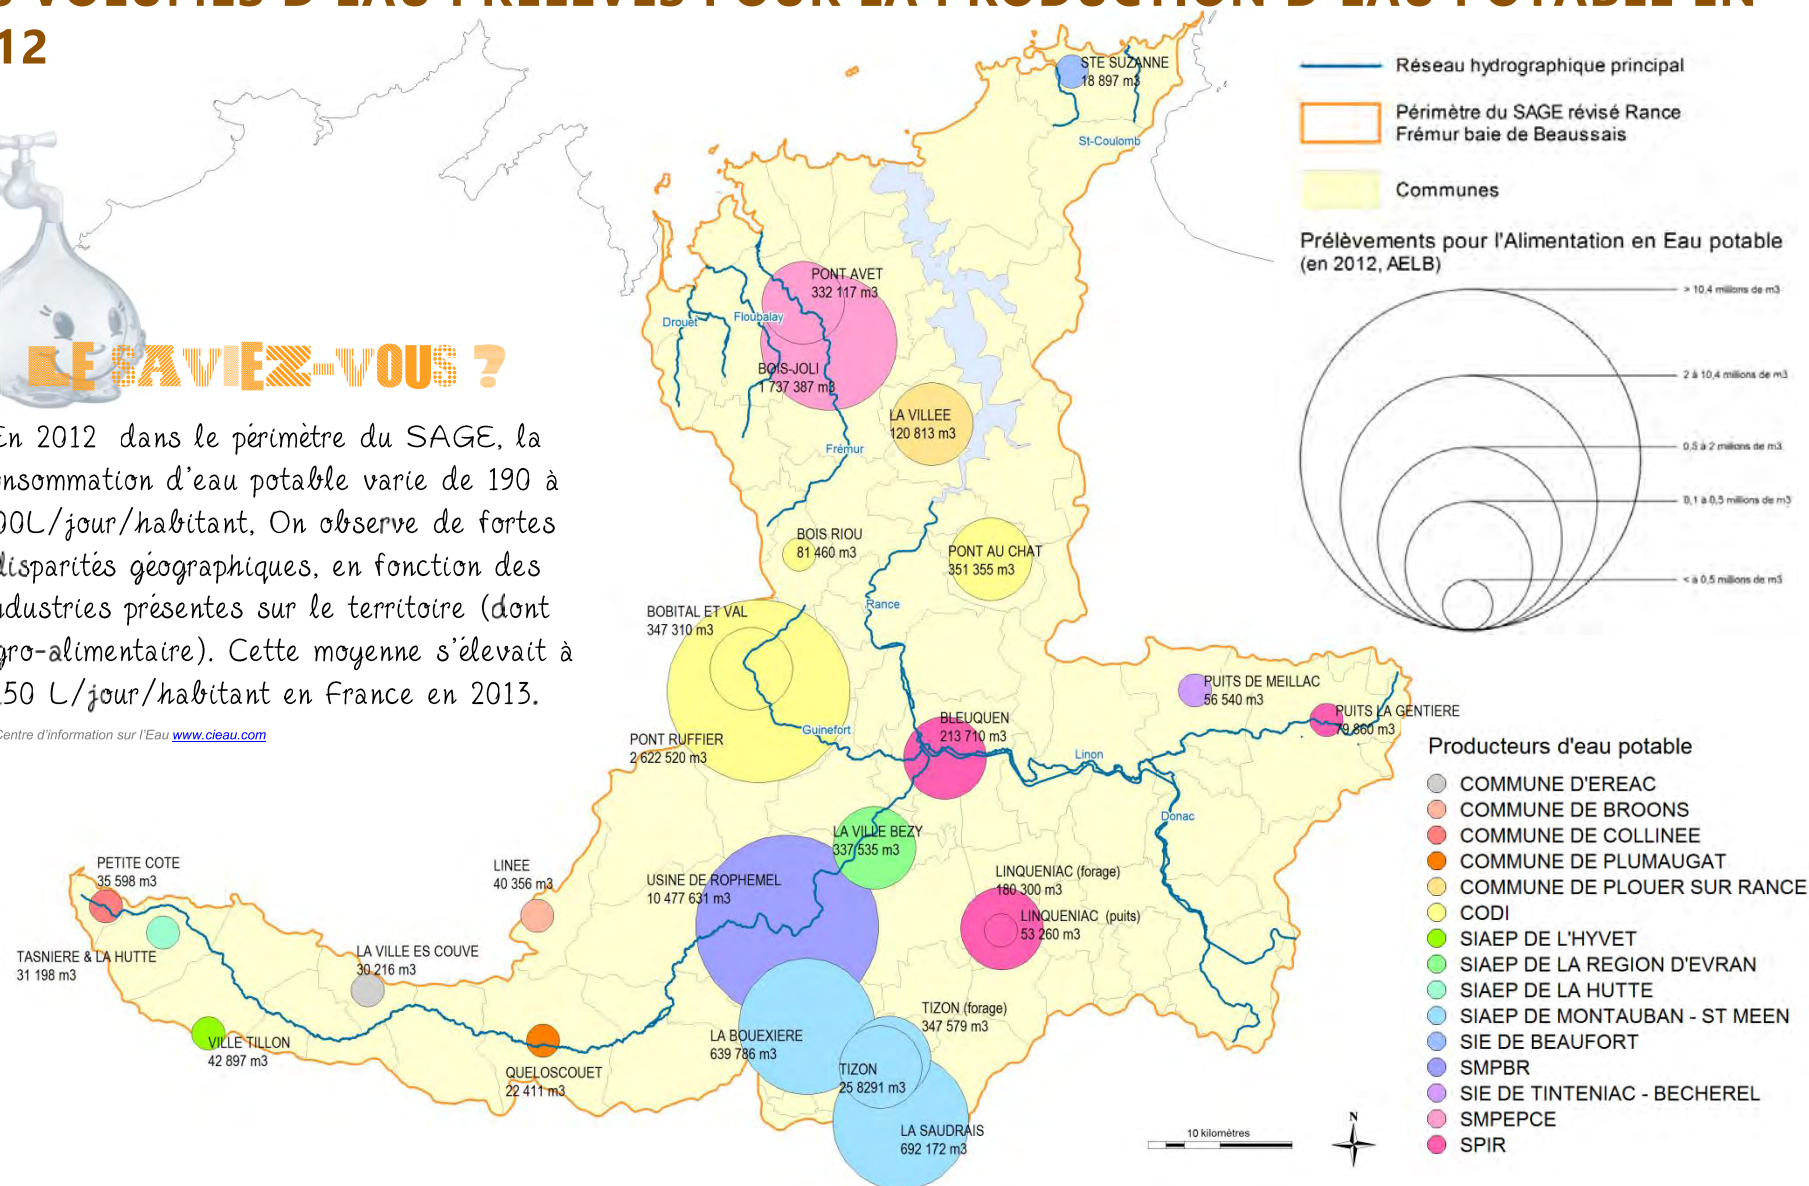 VOLUMES D'EAU PRELEVES POUR LA PRODUCTION D'EAU POTABLE EN
12
LE SAVIEZ-VOUS ?
En 2012 dans le périmètre du SAGE, la
onsommation d'eau potable varie de 190 à
00L/jour/habitant. On observe de fortes
disparités géographiques, en fonction des
ndustries présentes sur le territoire (dont
gro-alimentaire). Cette moyenne s'élevait à
150 L/jour/habitant en France en 2013.
Centre d'information sur l'Eau www.cieau.com
STE SUZANNE
18 897 m3
St-Coulomb
PONT AVET
332 117 m3
Drouet
Floubalay
BOIS-JOLI
1 737 387 m3
LA VILLEE
120 813 m3
Frémur
BOIS RIOU
81 460 m3
PONT AU CHAT
351 355 m3
Rance
BOBITAL ET VAL
347 310 m3
PUITS DE MEILLAC
56 540 m3
PUITS LA GENTIERE
79 860 m3
BLEUQUEN
213 710 m3
Guinefort
PONT RUFFIER
2 622 520 m3
Linon
Donac
LA VILLE BEZY
337 535 m3
PETITE COTE
35 598 m3
LINEE
40 356 m3
USINE DE ROPHEMEL
10 477 631 m3
LINQUENIAC (forage)
180 300 m3
LINQUENIAC (puits)
53 260 m3
TASNIERE & LA HUTTE
31 198 m3
LA VILLE ES COUVE
30 216 m3
TIZON (forage)
347 579 m3
VILLE TILLON
42 897 m3
LA BOUEXIERE
639 786 m3
QUELOSCOUET
22 411 m3
TIZON
25 8291 m3
LA SAUDRAIS
692 172 m3
10 kilomètres
N
Réseau hydrographique principal
Périmètre du SAGE révisé Rance
Frémur baie de Beaussais
Communes
Prélèvements pour l'Alimentation en Eau potable
(en 2012, AELB)
> 10,4 millions de m3
2 à 10,4 millions de m3
0,5 à 2 millions de m3
0,1 à 0,5 millions de m3
< à 0,5 millions de m3
Producteurs d'eau potable
COMMUNE D'EREAC
COMMUNE DE BROONS
COMMUNE DE COLLINEE
COMMUNE DE PLUMAUGAT
COMMUNE DE PLOUER SUR RANCE
CODI
SIAEP DE L'HYVET
SIAEP DE LA REGION D'EVRAN
SIAEP DE LA HUTTE
SIAEP DE MONTAUBAN - ST MEEN
SIE DE BEAUFORT
SMPBR
SIE DE TINTENIAC - BECHEREL
SMPEPCE
SPIR